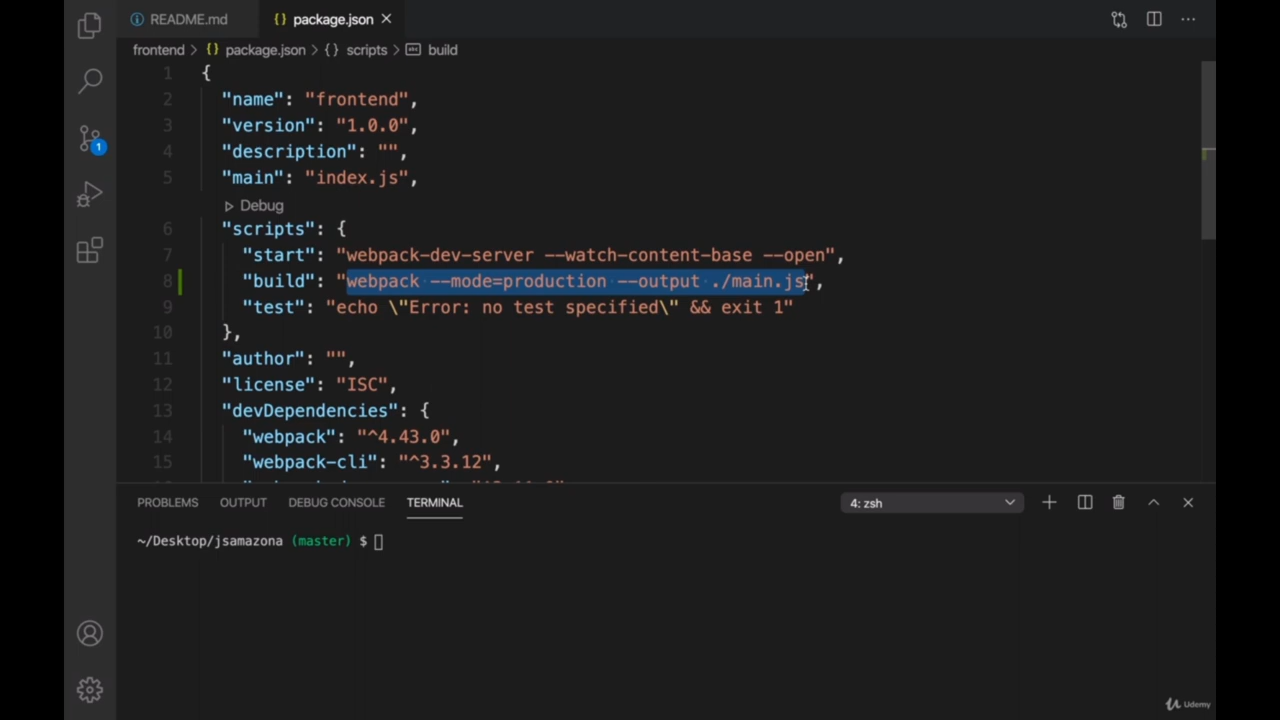 README.md {} package.json
frontend > {} package.json > {} scripts > build
1 {
2 "name": "frontend",
3 "version": "1.0.0",
4 "description": "",
5 "main": "index.js",
Debug
6 "scripts": {
7 "start": "webpack-dev-server --watch-content-base --open",
8 "build": "webpack --mode=production --output ./main.js",
9 "test": "echo \"Error: no test specified\" && exit 1"
10 },
11 "author": "",
12 "license": "ISC",
13 "devDependencies": {
14 "webpack": "^4.43.0",
15 "webpack-cli": "^3.3.12",
1
PROBLEMS OUTPUT DEBUG CONSOLE TERMINAL 4: zsh
~/Desktop/jsamazona (master) $
Udemy